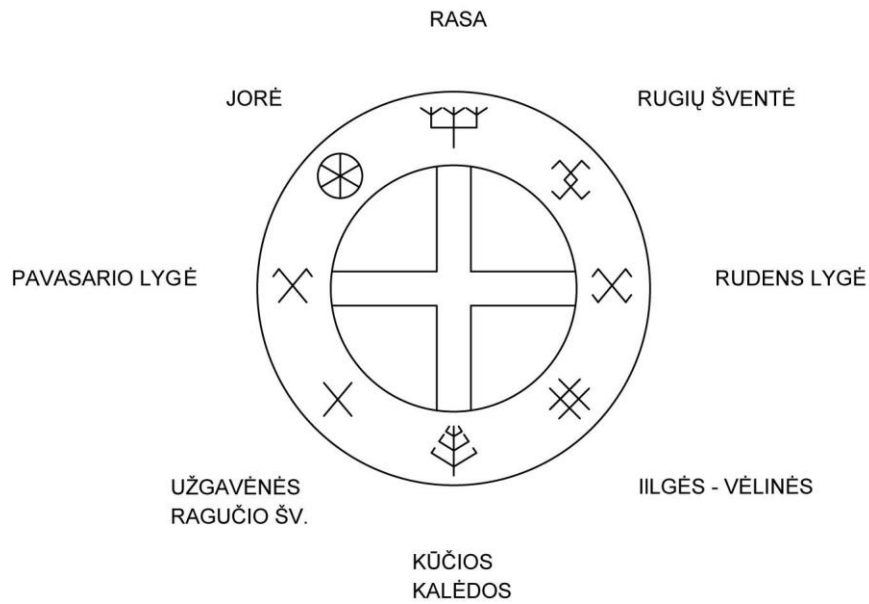 RASA
JORĖ
RUGIŲ ŠVENTĖ
PAVASARIO LYGĖ
RUDENS LYGĖ
UŽGAVĖNĖS
RAGUČIO ŠV.
IILGĖS - VĖLINĖS
KŪČIOS
KALĖDOS